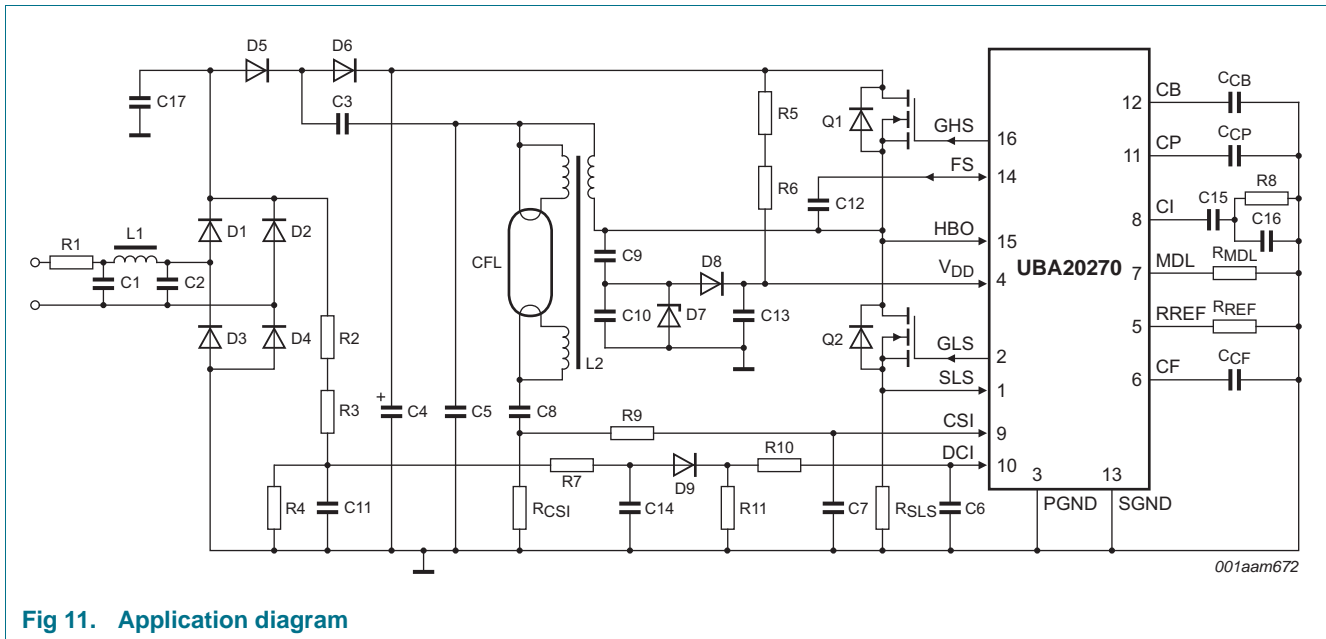 D5
D6
C17
C3
R5
Q1
GHS
16
12
CB
CCB
11
CP
CCP
FS
14
R6
C12
R8
C15
CI
8
C16
D1
D2
R1
L1
C1
C2
CFL
C9
D8
HBO
15
VDD
4
UBA20270
MDL
7
RMDL
C10
D7
C13
RREF
5
RREF
D3
D4
R2
Q2
GLS
2
CF
6
CCF
L2
SLS
1
R3
+
C4
C5
C8
R9
CSI
9
R10
DCI
10
R7
D9
R4
C11
RCSI
C14
R11
C7
RSLS
C6
3
PGND
13
SGND
001aam672
Fig 11. Application diagram